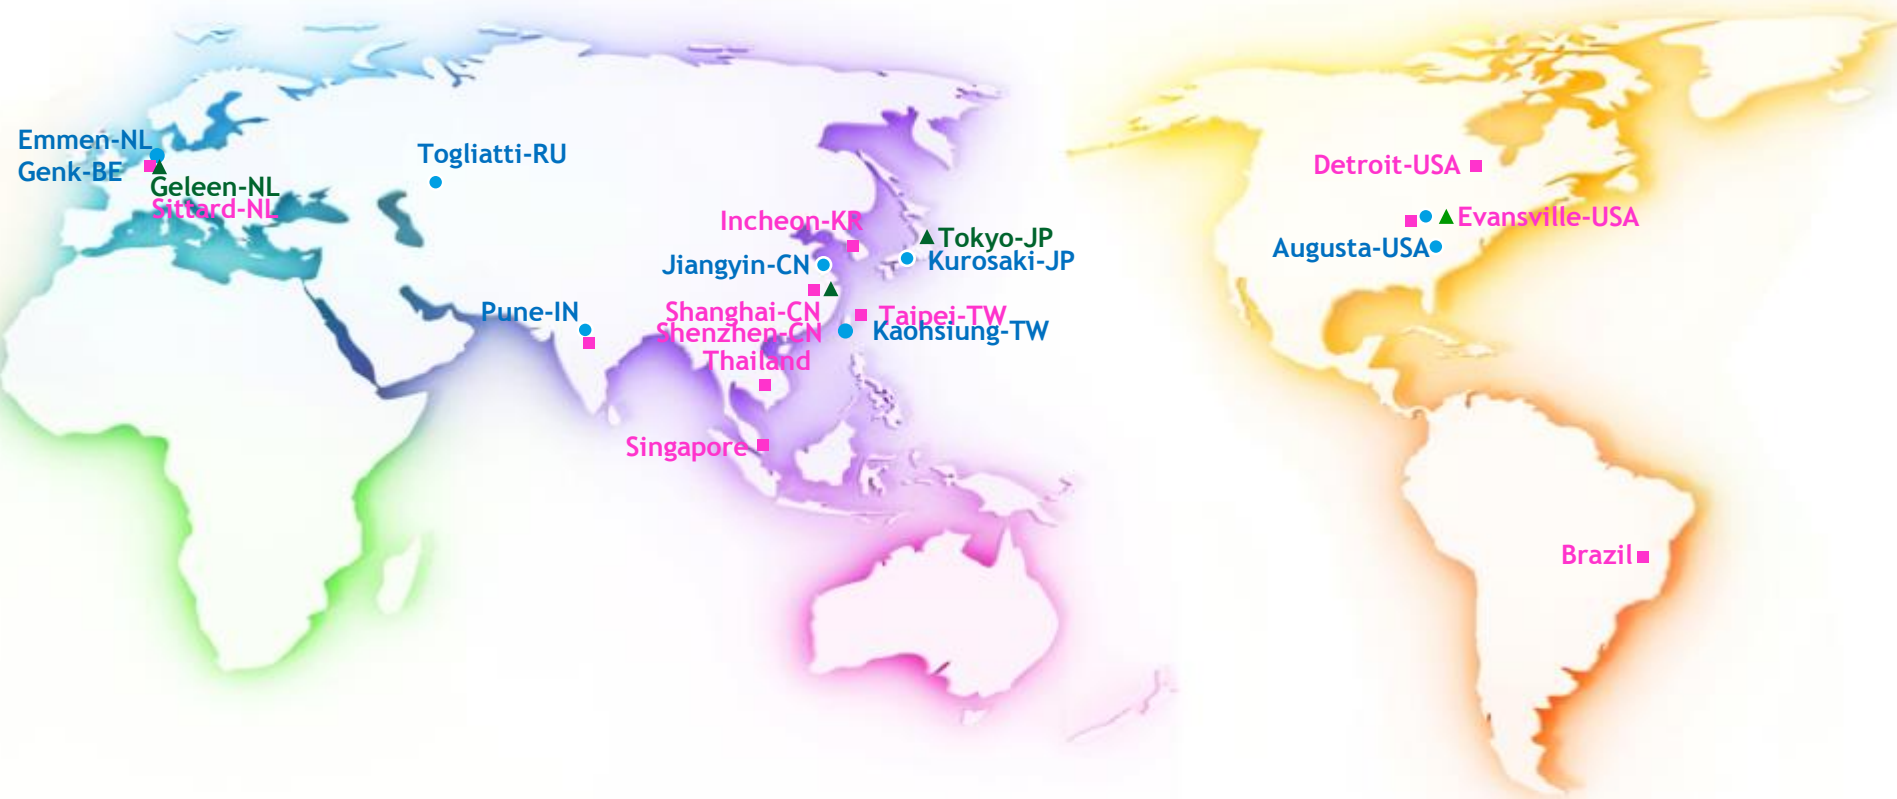 Emmen-NL
Genk-BE
Geleen-NL
Sittard-NL
Togliatti-RU
Pune-IN
Incheon-KR
Jiangyin-CN
Tokyo-JP
Kurosaki-JP
Shanghai-CN
Shenzhen-CN
Taipei-TW
Kaohsiung-TW
Thailand
Singapore
Detroit-USA
Evansville-USA
Augusta-USA
Brazil